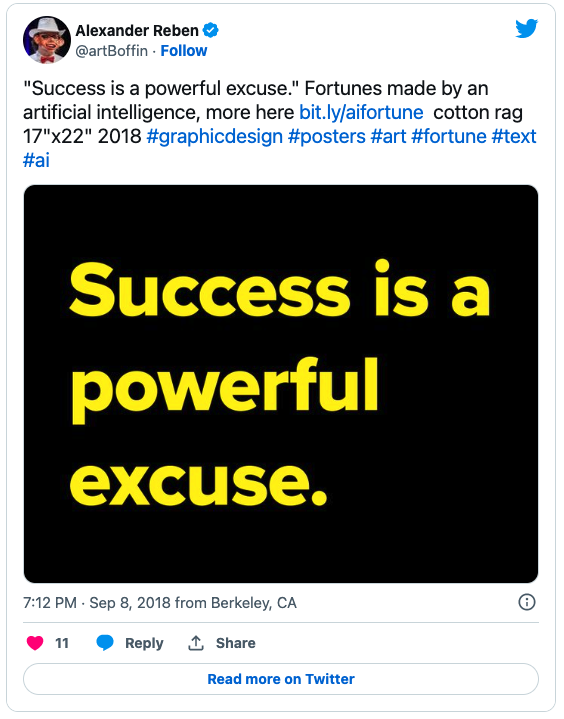 Alexander Reben
@artBoffin · Follow
"Success is a powerful excuse." Fortunes made by an
artificial intelligence, more here bit.ly/aifortune cotton rag
17"x22" 2018 #graphicdesign #posters #art #fortune #text
#ai
Success is a
powerful
excuse.
7:12 PM · Sep 8, 2018 from Berkeley, CA
11 Reply Share
Read more on Twitter